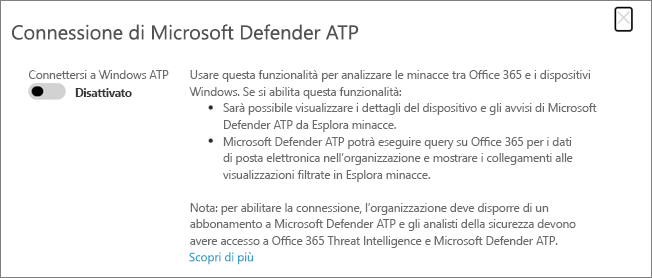 Connessione di Microsoft Defender ATP
Connettersi a Windows ATP
Disattivato
Usare questa funzionalità per analizzare le minacce tra Office 365 e i dispositivi
Windows. Se si abilita questa funzionalità:
• Sarà possibile visualizzare i dettagli del dispositivo e gli avvisi di Microsoft
Defender ATP da Esplora minacce.
• Microsoft Defender ATP potrà eseguire query su Office 365 per i dati
di posta elettronica nell'organizzazione e mostrare i collegamenti alle
visualizzazioni filtrate in Esplora minacce.
Nota: per abilitare la connessione, l'organizzazione deve disporre di un
abbonamento a Microsoft Defender ATP e gli analisti della sicurezza devono
avere accesso a Office 365 Threat Intelligence e Microsoft Defender ATP.
Scopri di più